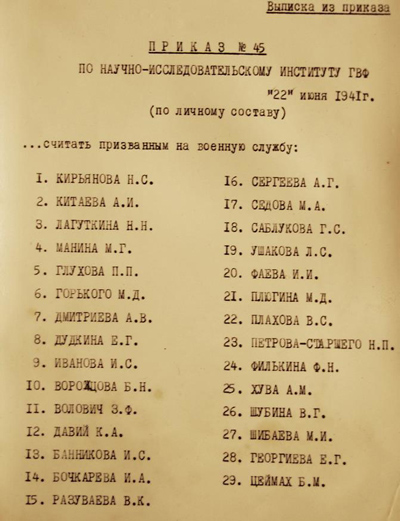 Выписка из приказа
ПРИКАЗ № 45
ПО НАУЧНО-ИССЛЕДОВАТЕЛЬСКОМУ ИНСТИТУТУ ГВФ
"22" июня 1941г.
(по личному составу)
...считать призванным на военную службу:
1. КИРЬЯНОВА Н.С.
2. КИТАЕВА А.И.
3. ЛАГУТКИНА Н.Н.
4. МАНИНА М.Г.
5. ГЛУХОВА П.П.
6. ГОРЬКОГО М.Д.
7. ДМИТРИЕВА А.В.
8. ДУДКИНА Е.Г.
9. ИВАНОВА И.С.
10. ВОРОЖЦОВА Б.Н.
11. ВОЛОВИЧ З.Ф.
12. ДАВИЙ К.А.
13. БАННИКОВА И.С.
14. БОЧКАРЕВА И.А.
15. РАЗУВАЕВА В.К.
16. СЕРГЕЕВА А.Г.
17. СЕДОВА М.А.
18. САБЛУКОВА Г.С.
19. УШАКОВА Л.С.
20. ФАЕВА И.И.
21. ПЛЮГИНА М.Д.
22. ПЛАХОВА В.С.
23. ПЕТРОВА-СТАРШЕГО Н.П.
24. ФИЛЬКИНА Ф.Н.
25. ХУВА А.М.
26. ШУБИНА В.Г.
27. ШИБАЕВА М.И.
28. ГЕОРГИЕВА Е.Г.
29. ЦЕЙМАХ Б.М.